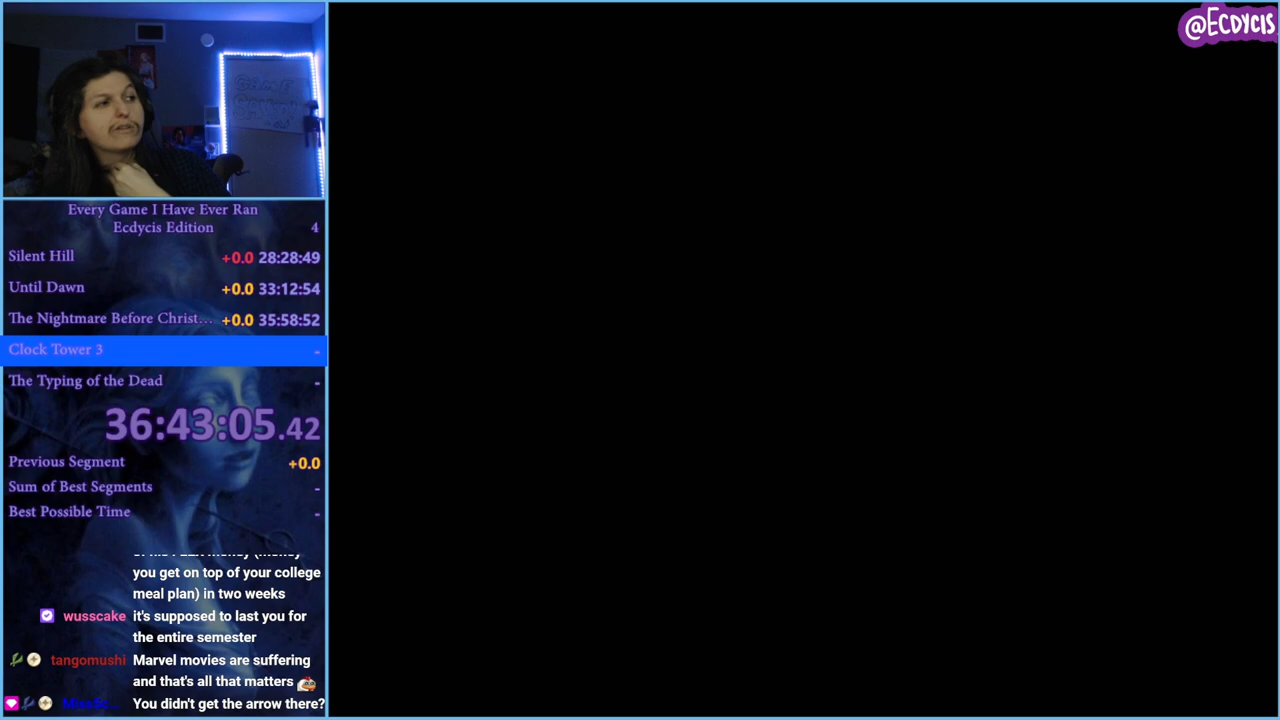 @ECDYCIS
Every Game I Have Ever Ran
Ecdycis Edition 4
Silent Hill +0.0 28:28:49
Until Dawn +0.0 33:12:54
The Nightmare Before Christ... +0.0 35:58:52
Clock Tower 3 -
The Typing of the Dead -
36:43:05.42
Previous Segment +0.0
Sum of Best Segments -
Best Possible Time -
you get on top of your college
meal plan) in two weeks
wusscake it's supposed to last you for
the entire semester
tangomushi Marvel movies are suffering
and that's all that matters
You didn't get the arrow there?